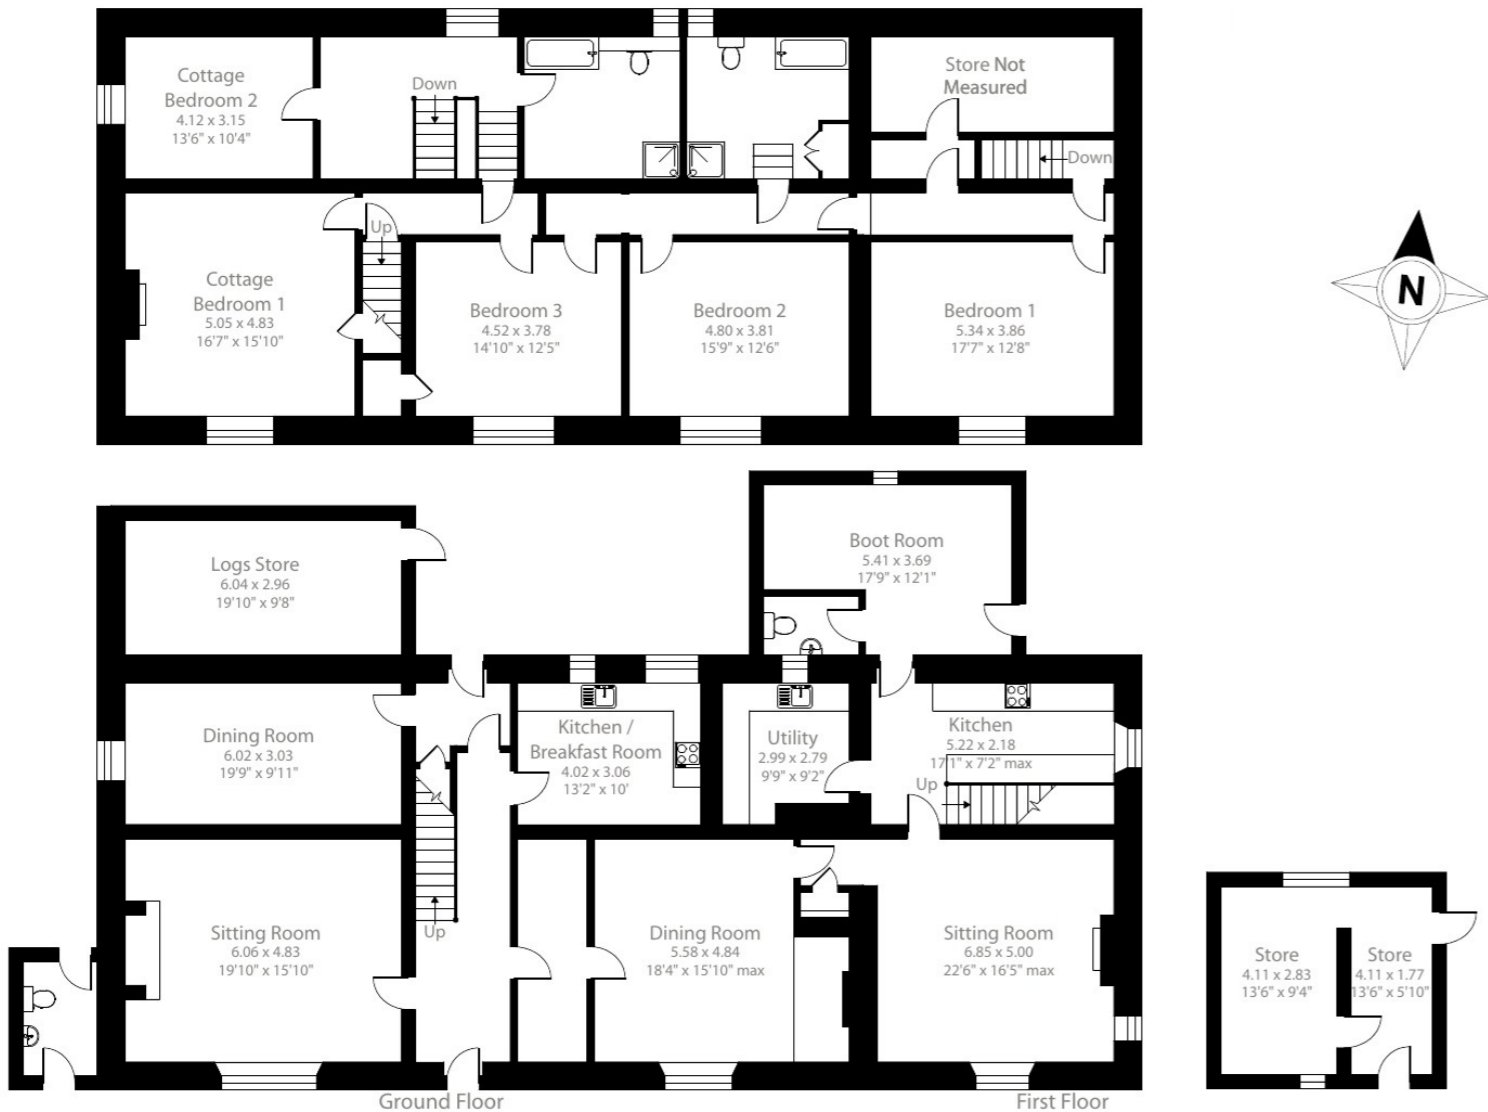 Cottage
Bedroom 2
4.12 x 3.15
13'6" x 10'4"
Down
Store Not
Measured
Down
Cottage
Bedroom 1
5.05 x 4.83
16'7" x 15'10"
Up
Bedroom 3
4.52 x 3.78
14'10" x 12'5"
Bedroom 2
4.80 x 3.81
15'9" x 12'6"
Bedroom 1
5.34 x 3.86
17'7" x 12'8"
N
Logs Store
6.04 x 2.96
19'10" x 9'8"
Boot Room
5.41 x 3.69
17'9" x 12'1"
Dining Room
6.02 x 3.03
19'9" x 9'11"
Kitchen /
Breakfast Room
4.02 x 3.06
13'2" x 10'
Utility
2.99 x 2.79
9'9" x 9'2"
Kitchen
5.22 x 2.18
17'1" x 7'2" max
Up
Sitting Room
6.06 x 4.83
19'10" x 15'10"
Up
Dining Room
5.58 x 4.84
18'4" x 15'10" max
Sitting Room
6.85 x 5.00
22'6" x 16'5" max
Store
4.11 x 2.83
13'6" x 9'4"
Store
4.11 x 1.77
13'6" x 5'10"
Ground Floor
First Floor